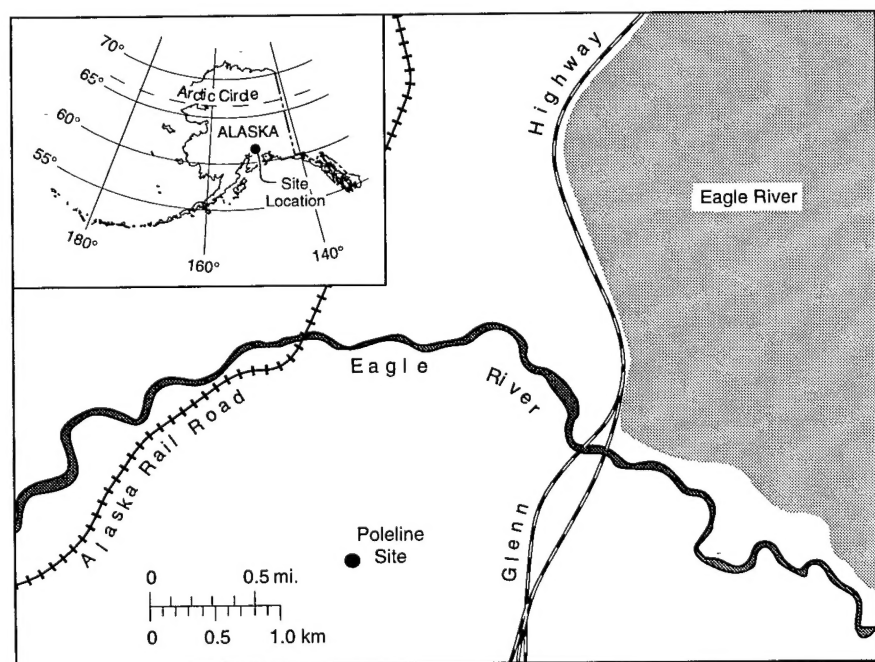 70°
65°
Arctic Circle
60°
ALASKA
55°
Site
Location
180°
160°
140°
Highway
Eagle River
Eagle River
Alaska Rail Road
Glenn
Poleline
Site
0 0.5 mi.
0 0.5 1.0 km